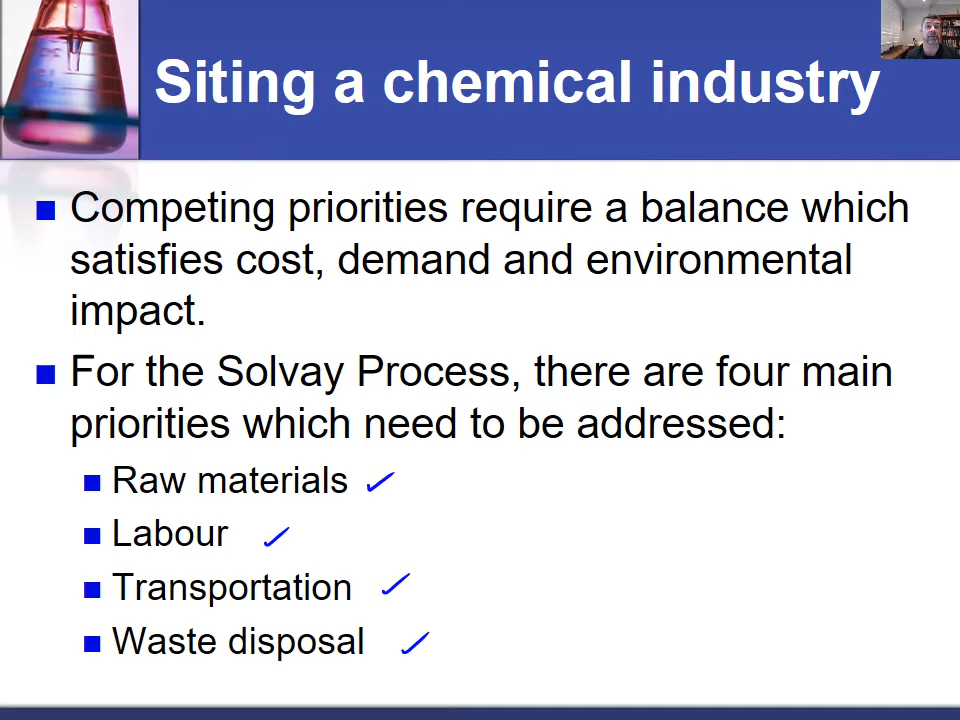 Siting a chemical industry
Competing priorities require a balance which
satisfies cost, demand and environmental
impact.
For the Solvay Process, there are four main
priorities which need to be addressed:
Raw materials
Labour
Transportation
Waste disposal